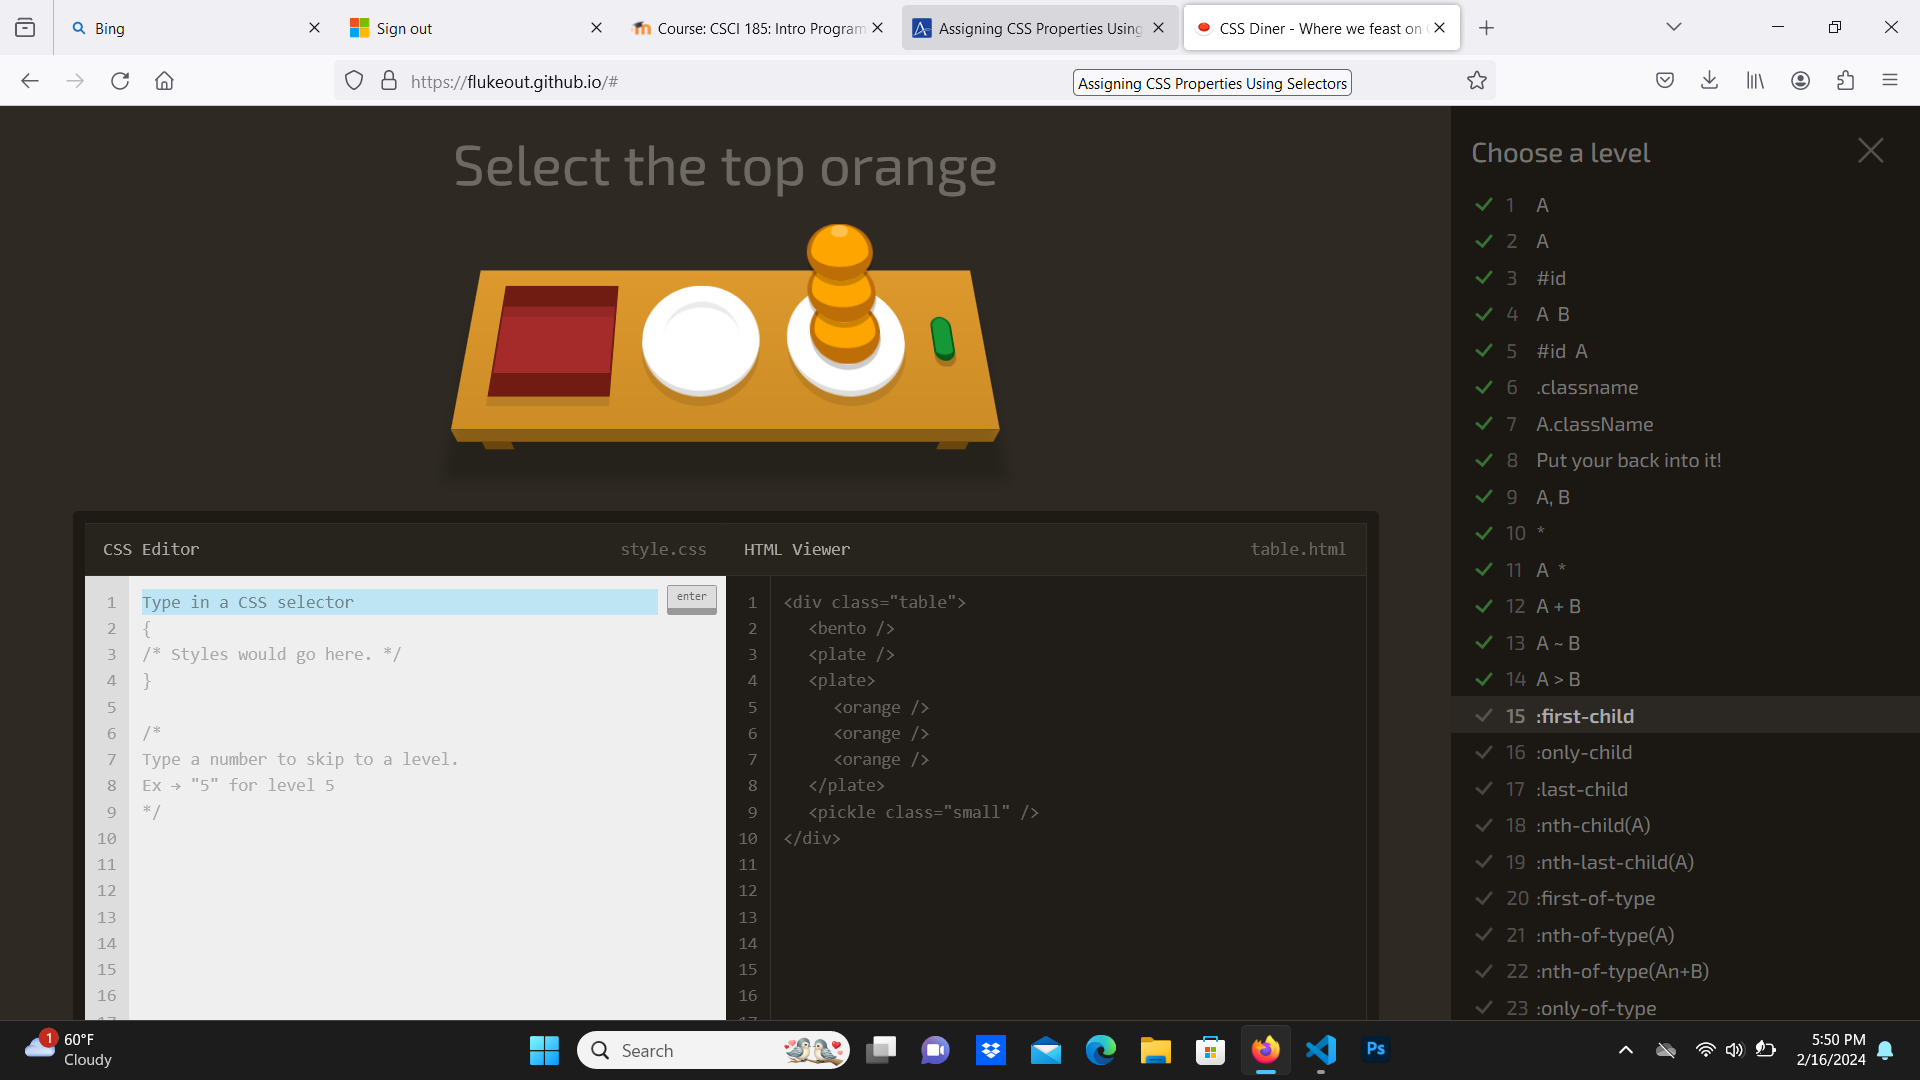 Bing
Sign out
Course: CSCI 185: Intro Program
Assigning CSS Properties Using
CSS Diner - Where we feast on
https://flukeout.github.io/#
Assigning CSS Properties Using Selectors
Select the top orange
CSS Editor
style.css
HTML Viewer
table.html
1 Type in a CSS selector
enter
2 {
3 /* Styles would go here. */
4 }
5
6 /*
7 Type a number to skip to a level.
8 Ex → "5" for level 5
9 */
10
11
12
13
14
15
16
1 <div class="table">
2 <bento />
3 <plate />
4 <plate>
5 <orange />
6 <orange />
7 <orange />
8 </plate>
9 <pickle class="small" />
10 </div>
11
12
13
14
15
16
Choose a level
1 A
2 A
3 #id
4 A B
5 #id A
6 .classname
7 A.className
8 Put your back into it!
9 A, B
10 *
11 A *
12 A + B
13 A ~ B
14 A > B
15 :first-child
16 :only-child
17 :last-child
18 :nth-child(A)
19 :nth-last-child(A)
20 :first-of-type
21 :nth-of-type(A)
22 :nth-of-type(An+B)
23 :only-of-type
1
60°F
Cloudy
Search
Ps
5:50 PM
2/16/2024